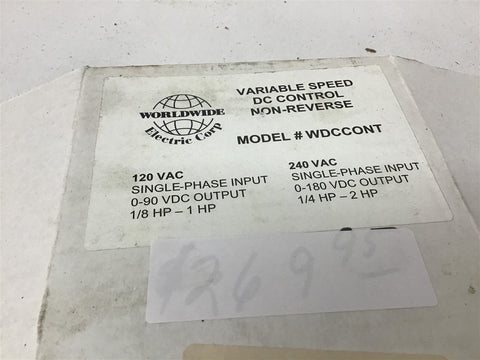 WORLDWIDE
Electric Corp
VARIABLE SPEED
DC CONTROL
NON-REVERSE
MODEL # WDCCONT
120 VAC
SINGLE-PHASE INPUT
0-90 VDC OUTPUT
1/8 HP – 1 HP
240 VAC
SINGLE-PHASE INPUT
0-180 VDC OUTPUT
1/4 HP – 2 HP
$269 95